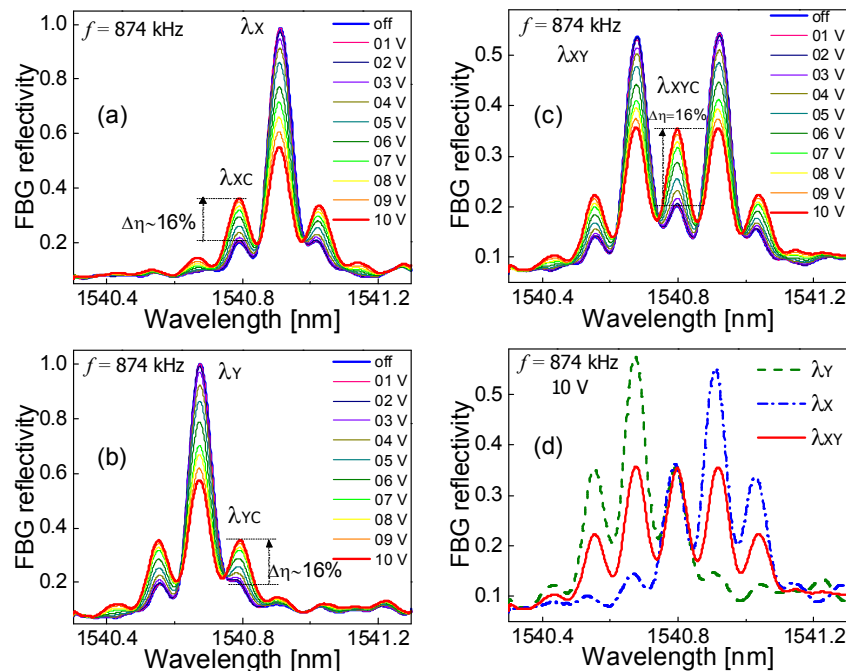 f = 874 kHz
λX
off
01 V
02 V
03 V
04 V
05 V
06 V
07 V
08 V
09 V
10 V
(a)
λXC
Δη~16%
1.0
0.8
0.6
0.4
0.2
FBG reflectivity
1540.4
1540.8
1541.2
Wavelength [nm]
f = 874 kHz
λXY
off
01 V
02 V
03 V
04 V
05 V
06 V
07 V
08 V
09 V
10 V
(c)
λXYC
Δη=16%
0.5
0.4
0.3
0.2
0.1
FBG reflectivity
1540.4
1540.8
1541.2
Wavelength [nm]
f = 874 kHz
λY
off
01 V
02 V
03 V
04 V
05 V
06 V
07 V
08 V
09 V
10 V
(b)
λYC
Δη~16%
1.0
0.8
0.6
0.4
0.2
FBG reflectivity
1540.4
1540.8
1541.2
Wavelength [nm]
f = 874 kHz
10 V
λY
λX
λXY
(d)
0.5
0.4
0.3
0.2
0.1
FBG reflectivity
1540.4
1540.8
1541.2
Wavelength [nm]